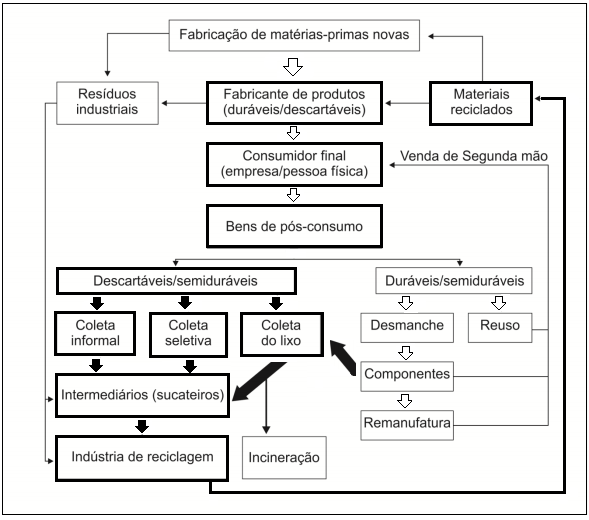 Fabricação de matérias-primas novas
Resíduos
industriais
Fabricante de produtos
(duráveis/descartáveis)
Materiais
reciclados
Consumidor final
(empresa/pessoa física)
Venda de Segunda mão
Bens de pós-consumo
Descartáveis/semiduráveis
Duráveis/semiduráveis
Coleta
informal
Coleta
seletiva
Coleta
do lixo
Desmanche
Reuso
Intermediários (sucateiros)
Componentes
Remanufatura
Indústria de reciclagem
Incineração